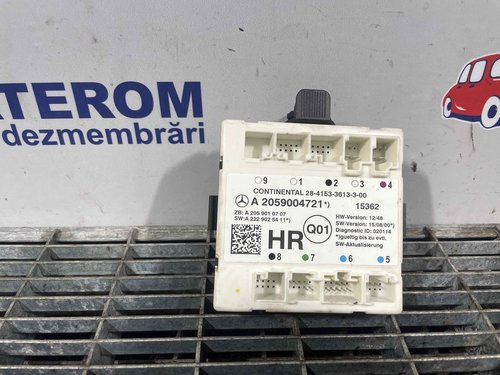 ATEROM
dezmembrări
9 1 2 3 4
CONTINENTAL 28-4153-3613-3-00
A 2059004721*) 15362
ZB: A 205 901 07 07
SW:A 222 902 54 11*)
HW-Version: 12/48
SW-Version: 15/08/00*)
Diagnostic ID: 020114
*)gueltig bis zu evtl.
SW-Aktualisierung
HR Q01
8 7 6 5